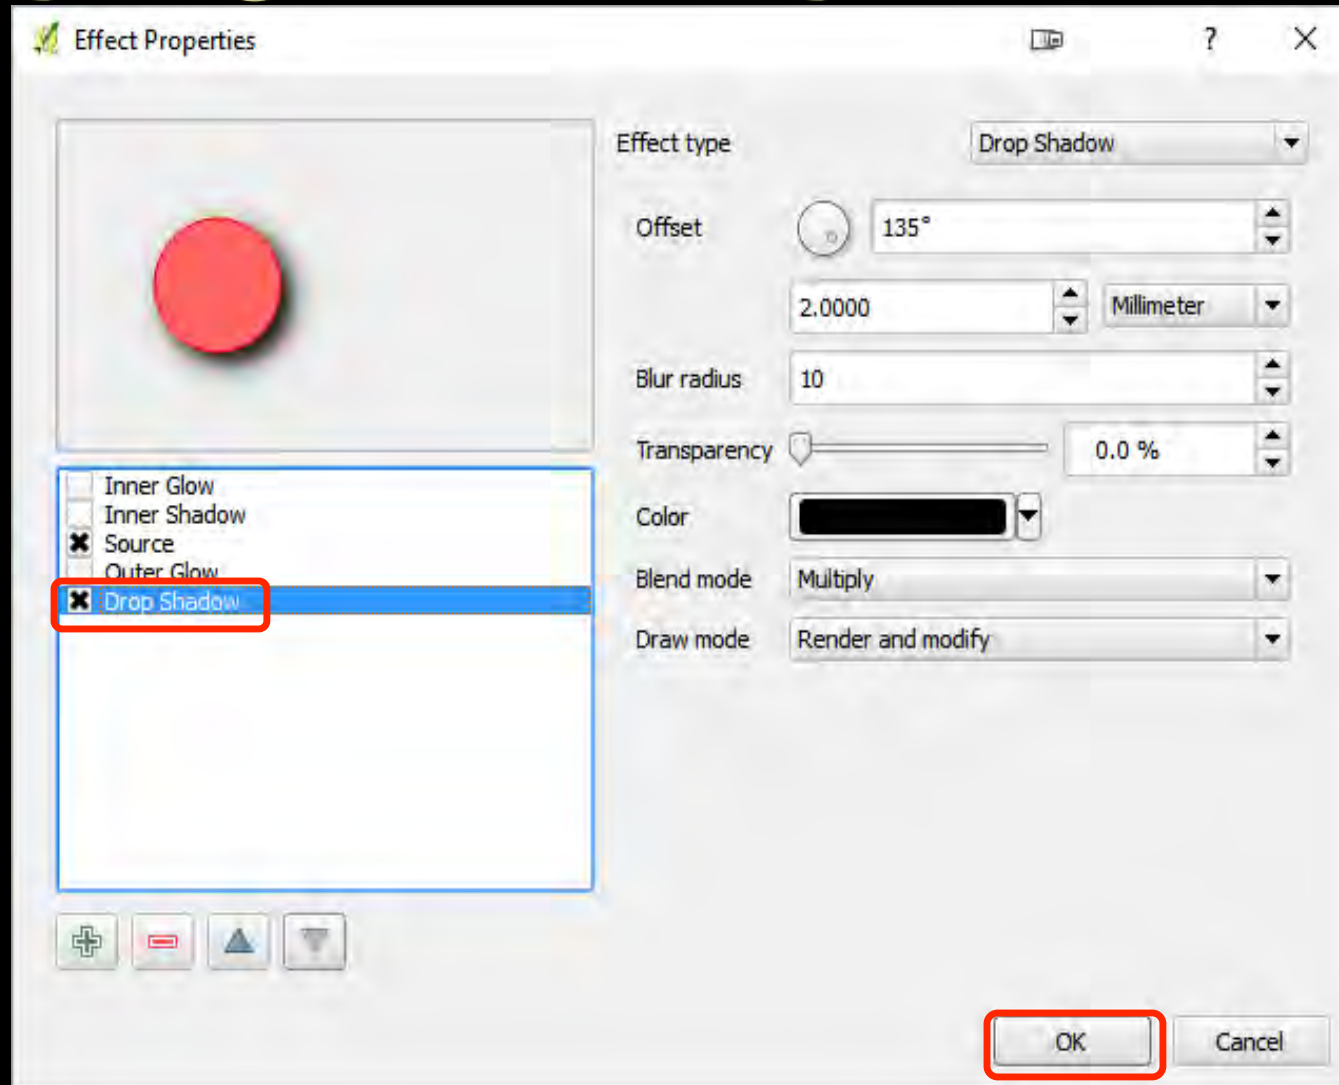 Effect Properties
?
Effect type Drop Shadow
Offset 135°
2.0000 Millimeter
Blur radius 10
Transparency 0.0 %
Color
Blend mode Multiply
Draw mode Render and modify
Inner Glow
Inner Shadow
Source
Outer Glow
Drop Shadow
OK Cancel